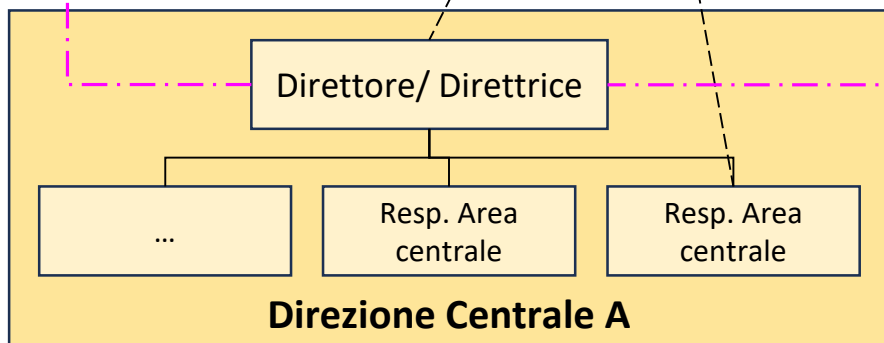 Direttore/ Direttrice
...
Resp. Area
centrale
Resp. Area
centrale
Direzione Centrale A